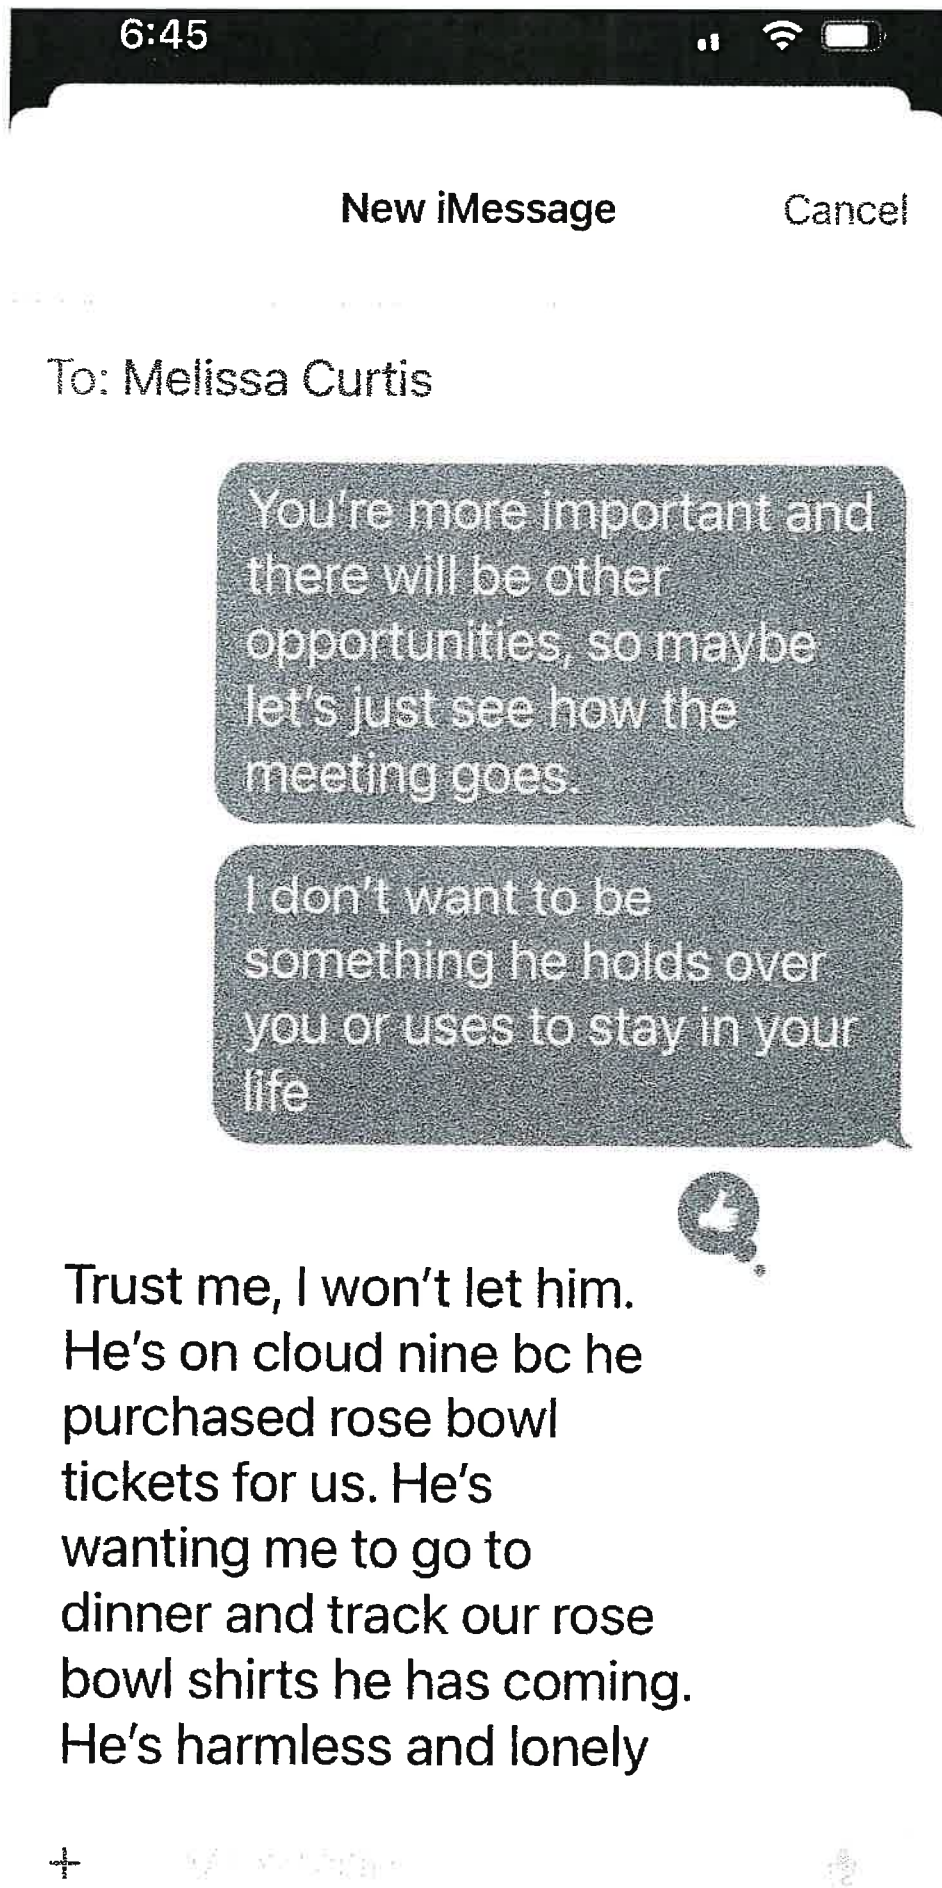 6:45
New iMessage
Cancel
To: Melissa Curtis
You're more important and
there will be other
opportunities, so maybe
let's just see how the
meeting goes.
I don't want to be
something he holds over
you or uses to stay in your
life
Trust me, I won't let him.
He's on cloud nine bc he
purchased rose bowl
tickets for us. He's
wanting me to go to
dinner and track our rose
bowl shirts he has coming.
He's harmless and lonely
+